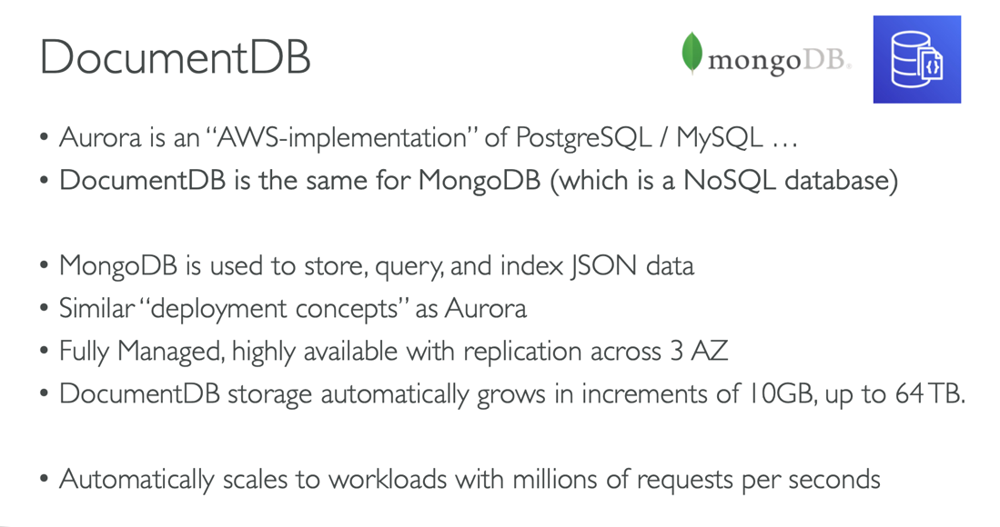 DocumentDB
mongoDB®
• Aurora is an “AWS-implementation” of PostgreSQL / MySQL …
• DocumentDB is the same for MongoDB (which is a NoSQL database)
• MongoDB is used to store, query, and index JSON data
• Similar “deployment concepts” as Aurora
• Fully Managed, highly available with replication across 3 AZ
• DocumentDB storage automatically grows in increments of 10GB, up to 64 TB.
• Automatically scales to workloads with millions of requests per seconds